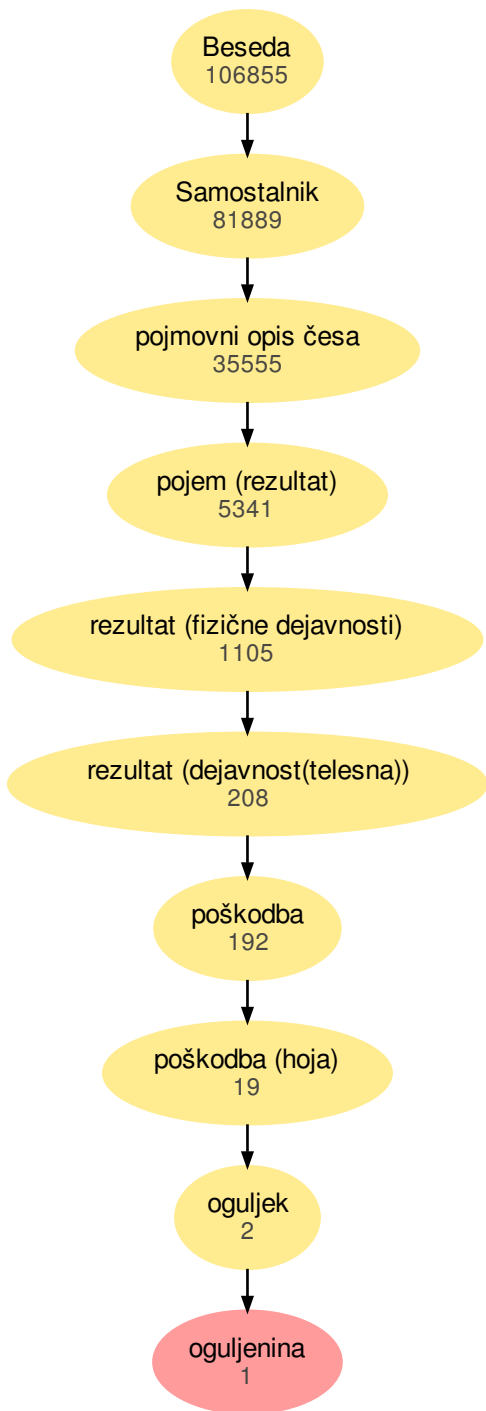 Beseda
106855
Samostalnik
81889
pojmovni opis česa
35555
pojem (rezultat)
5341
rezultat (fizične dejavnosti)
1105
rezultat (dejavnost(telesna))
208
poškodba
192
poškodba (hoja)
19
oguljek
2
oguljenina
1